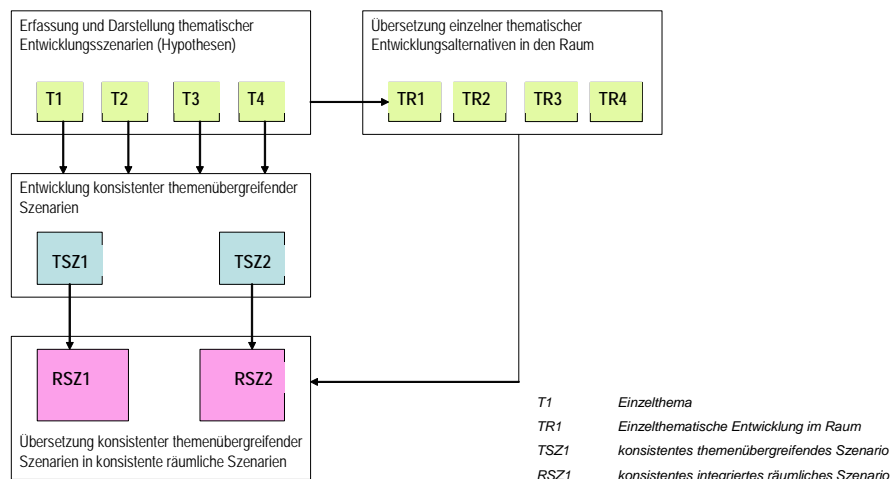 Erfassung und Darstellung thematischer
Entwicklungsszenarien (Hypothesen)
T1 T2 T3 T4
Übersetzung einzelner thematischer
Entwicklungsalternativen in den Raum
TR1 TR2 TR3 TR4
Entwicklung konsistenter themenübergreifender
Szenarien
TSZ1 TSZ2
RSZ1 RSZ2
Übersetzung konsistenter themenübergreifender
Szenarien in konsistente räumliche Szenarien
T1 Einzelthema
TR1 Einzelthematische Entwicklung im Raum
TSZ1 konsistentes themenübergreifendes Szenario
RSZ1 konsistentes integriertes räumliches Szenario